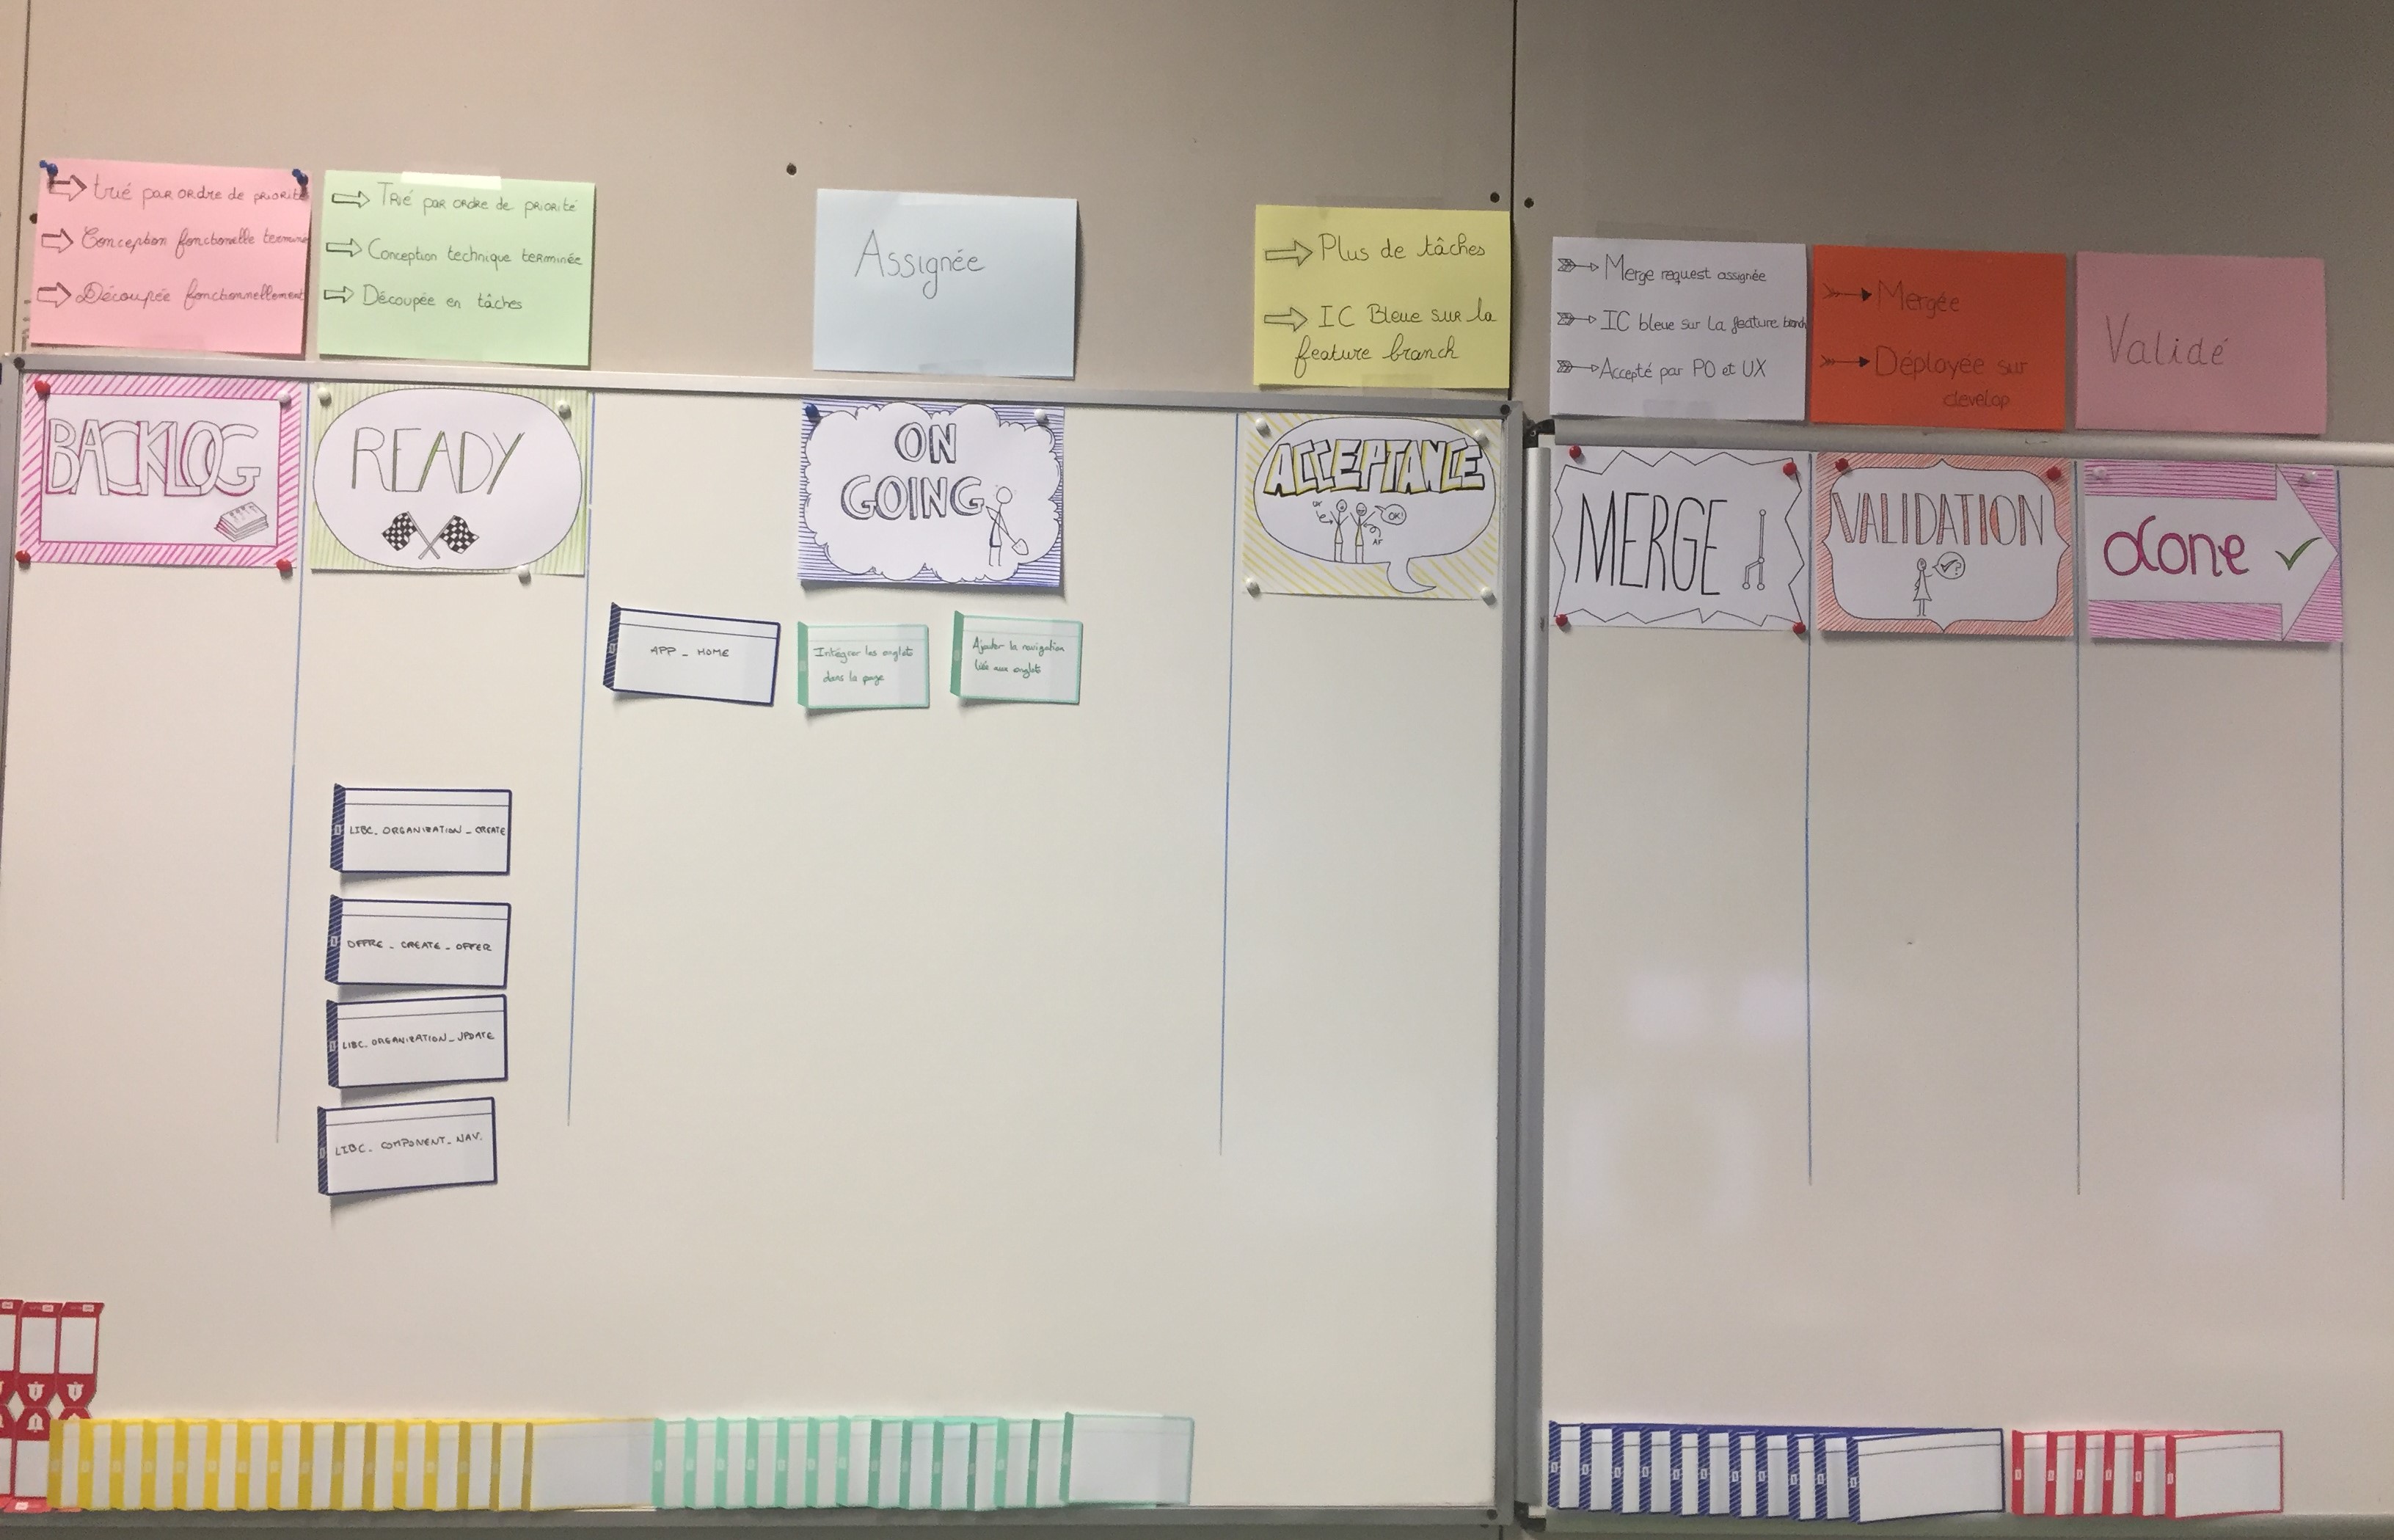 trié par ordre de priorité
Conception fonctionelle terminé
Découpée fonctionnellement
Trié par ordre de priorité
Conception technique terminée
Découpée en tâches
Assignée
Plus de tâches
IC Bleue sur la
feature branch
Merge request assignée
IC bleue sur la feature branch
Accepté par PO et UX
Mergée
Déployée sur
develop
Validé
BACKLOG
READY
ON
GOING
ACCEPTANCE
OK!
MERGE
VALIDATION
done
APP _ HOME
Intégrer les onglets
dans la page
Ajouter la navigation
liée aux onglets
LIBC_ ORGANIZATION _ CREATE
OFFRE _ CREATE _ OFFER
LIBC_ ORGANIZATION _ UPDATE
LIBC_ COMPONENT _ NAV.